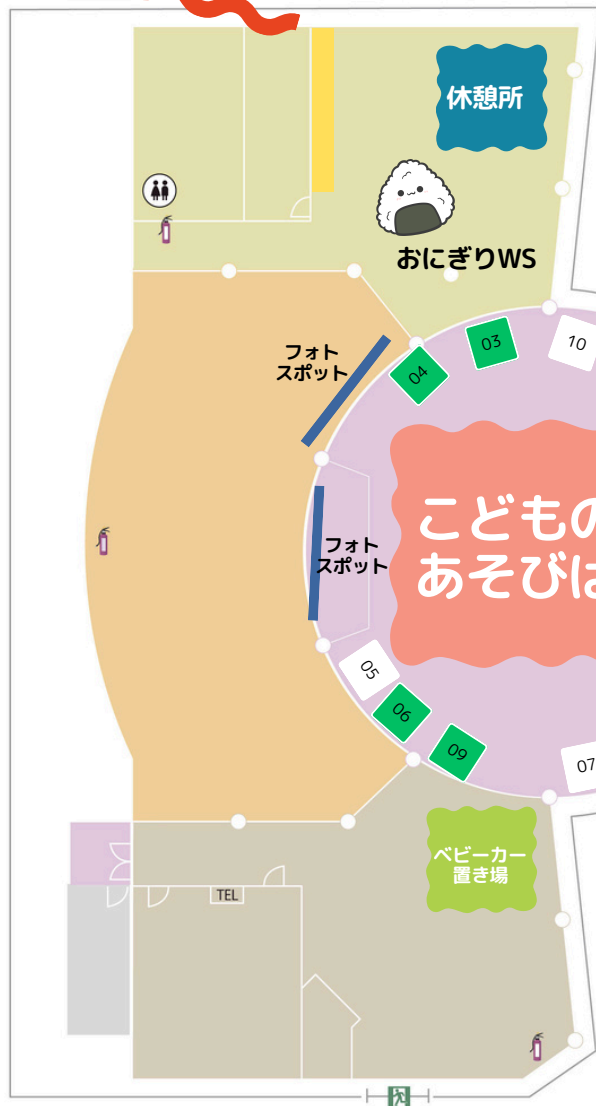 休憩所
おにぎりWS
フォト
スポット
04
03
10
こどもの
あそびば
フォト
スポット
05
06
09
07
ベビーカー
置き場
TEL